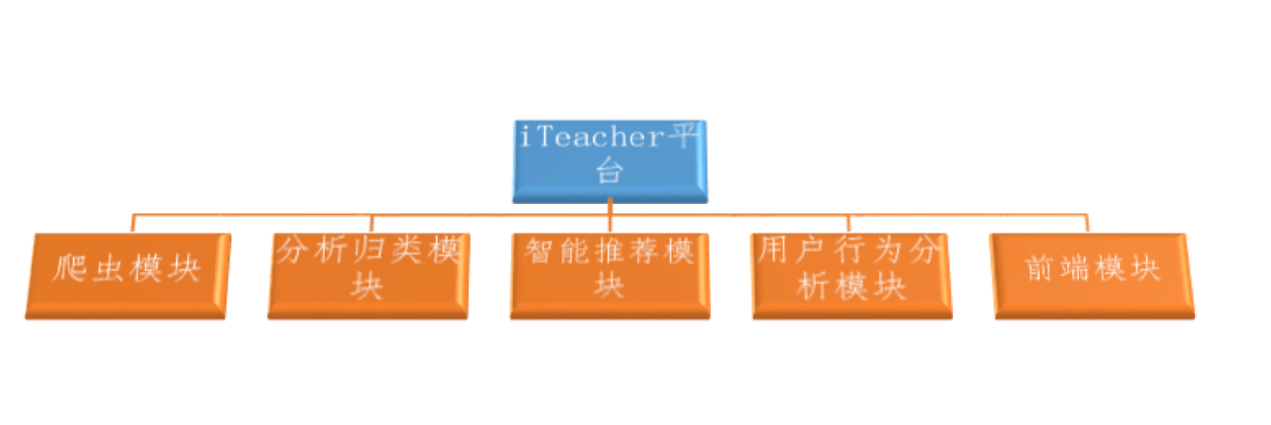 iTeacher平
台
爬虫模块
分析归类模
块
智能推荐模
块
用户行为分
析模块
前端模块